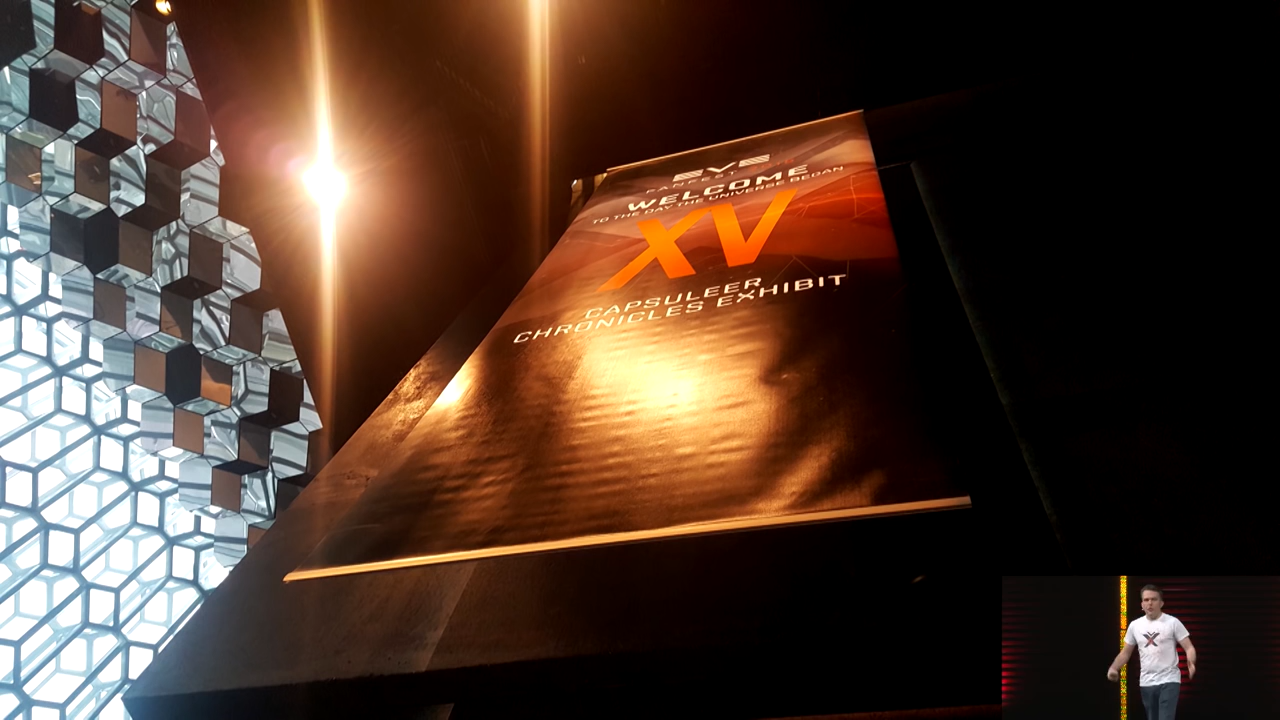 EVE
FANFEST
WELCOME
TO THE DAY THE UNIVERSE BEGAN
XV
CAPSULEER
CHRONICLES EXHIBIT